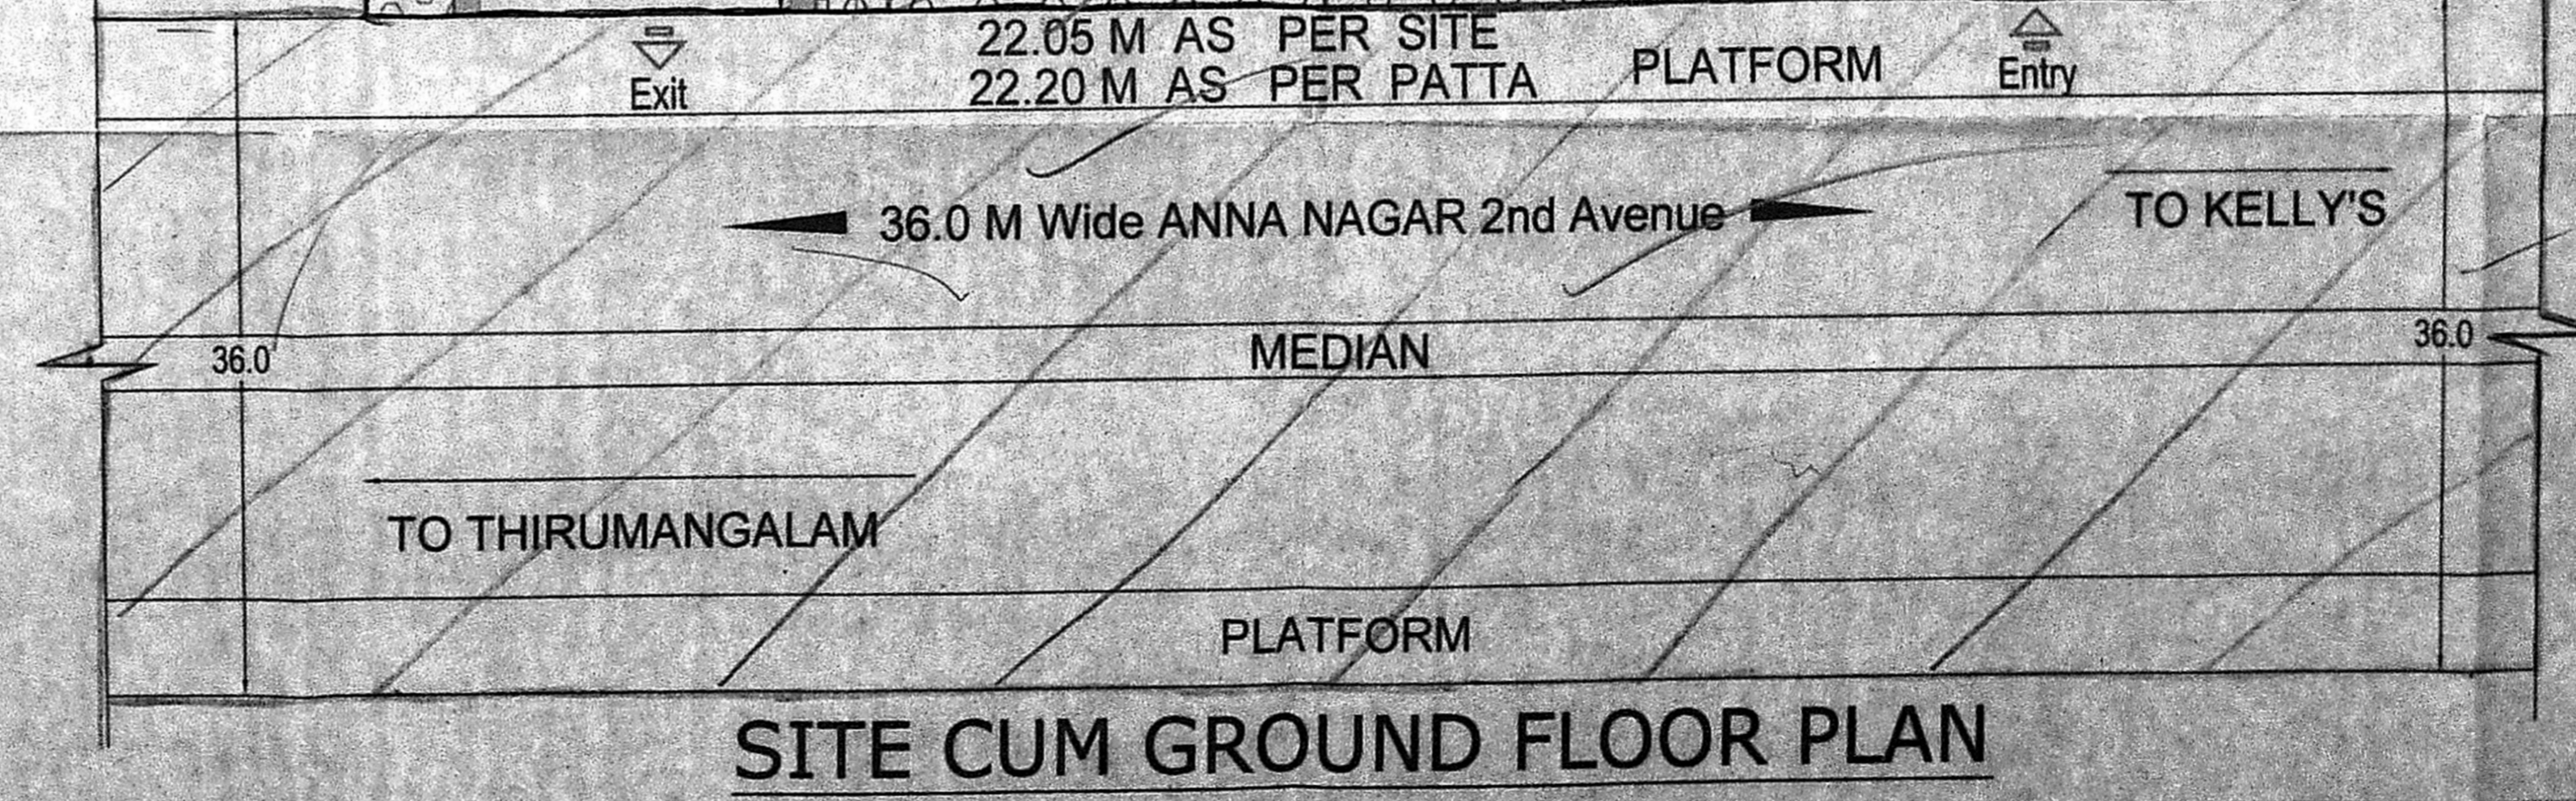 22.05 M AS PER SITE
22.20 M AS PER PATTA
Exit
PLATFORM
Entry
36.0 M Wide ANNA NAGAR 2nd Avenue
TO KELLY'S
36.0
MEDIAN
36.0
TO THIRUMANGALAM
PLATFORM
SITE CUM GROUND FLOOR PLAN